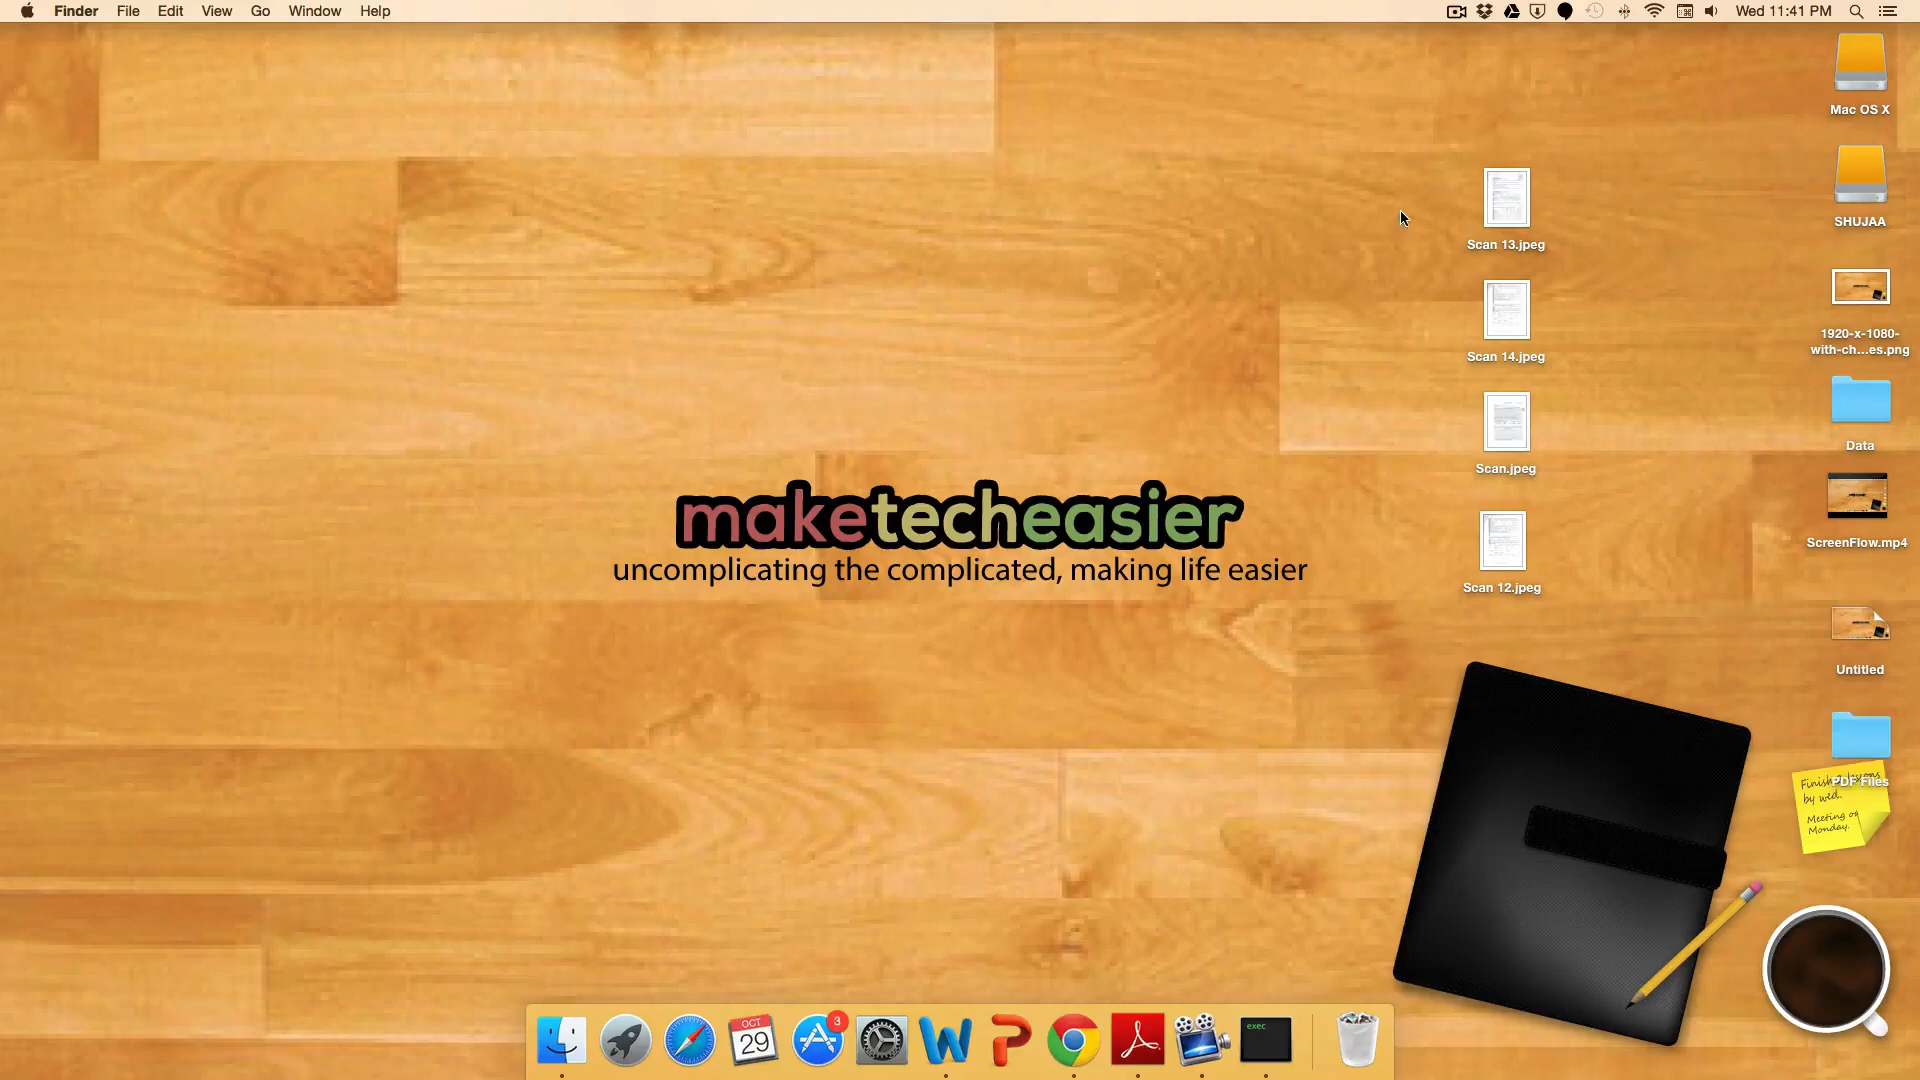 Finder File Edit View Go Window Help
Wed 11:41 PM
Mac OS X
SHUJAA
1920-x-1080-
with-ch...es.png
Data
ScreenFlow.mp4
Untitled
PDF Files
Scan 13.jpeg
Scan 14.jpeg
Scan.jpeg
Scan 12.jpeg
maketecheasier
uncomplicating the complicated, making life easier
Finish
by wed.
Meeting on
Monday.
OCT
29
3
exec